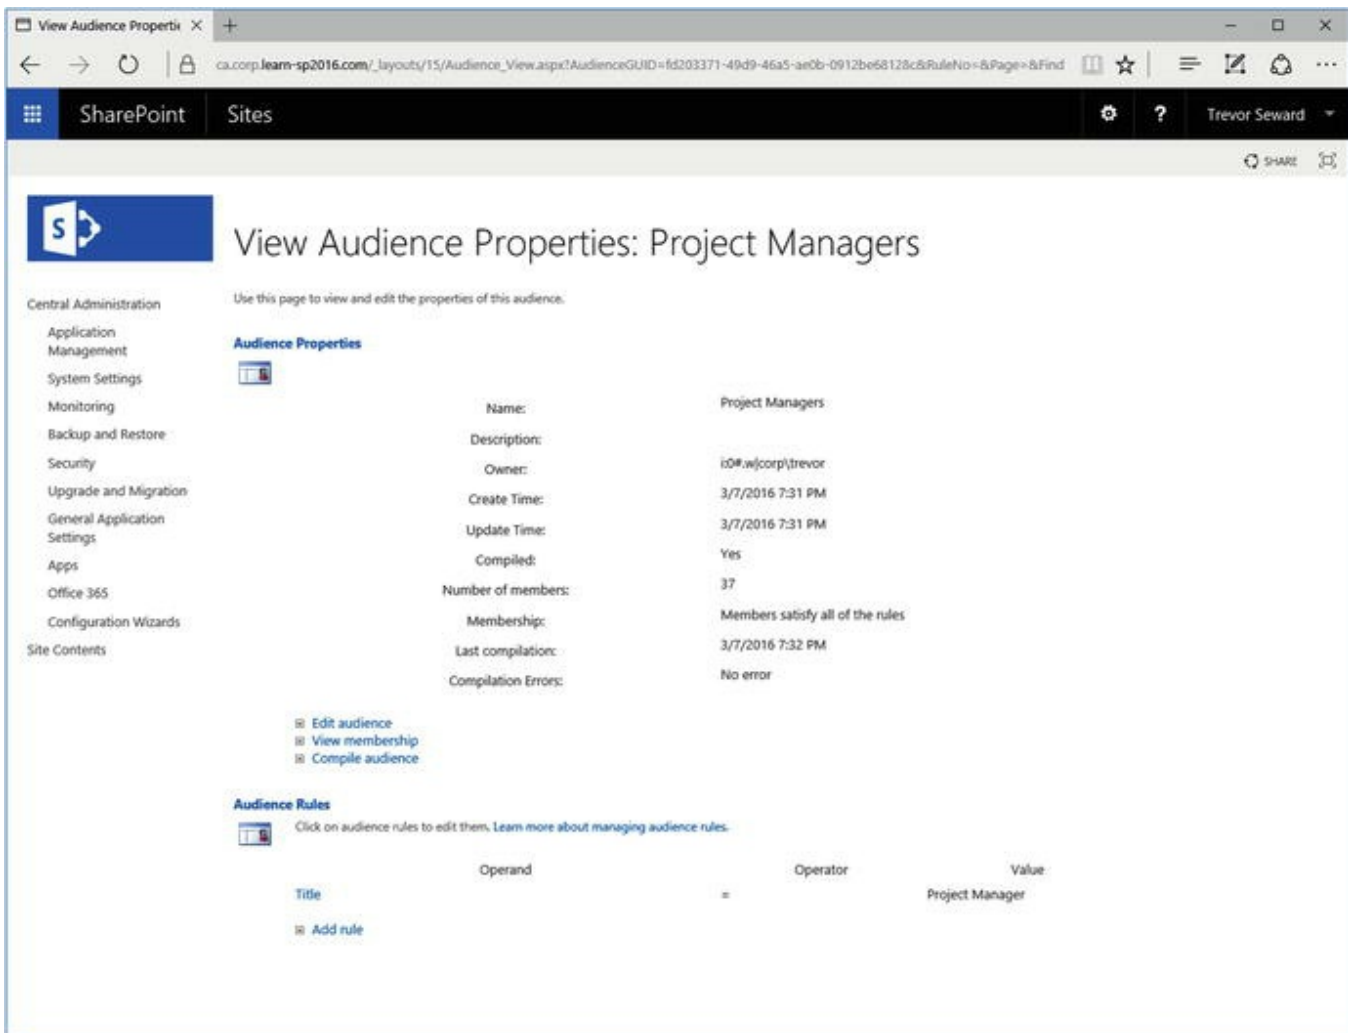 View Audience Properti
ca.corp.learn-sp2016.com/_layouts/15/Audience_View.aspx?AudienceGUID=fd203371-49d9-46a5-ae0b-0912be68128c&RuleNo=&Page=&Find
SharePoint Sites ? Trevor Seward
SHARE
S
View Audience Properties: Project Managers
Use this page to view and edit the properties of this audience.
Central Administration
Application
Management
System Settings
Monitoring
Backup and Restore
Security
Upgrade and Migration
General Application
Settings
Apps
Office 365
Configuration Wizards
Site Contents
Audience Properties
Name: Project Managers
Description:
Owner: i:0#.w|corp\trevor
Create Time: 3/7/2016 7:31 PM
Update Time: 3/7/2016 7:31 PM
Compiled: Yes
Number of members: 37
Membership: Members satisfy all of the rules
Last compilation: 3/7/2016 7:32 PM
Compilation Errors: No error
Edit audience
View membership
Compile audience
Audience Rules
Click on audience rules to edit them. Learn more about managing audience rules.
Operand Operator Value
Title = Project Manager
Add rule